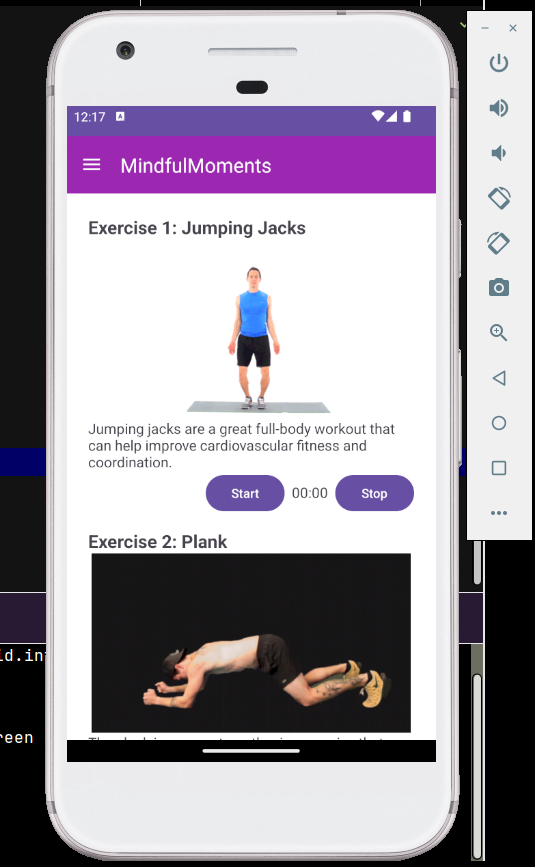 12:17 A
MindfulMoments
Exercise 1: Jumping Jacks
Jumping jacks are a great full-body workout that
can help improve cardiovascular fitness and
coordination.
Start 00:00 Stop
Exercise 2: Plank
id.in
reen